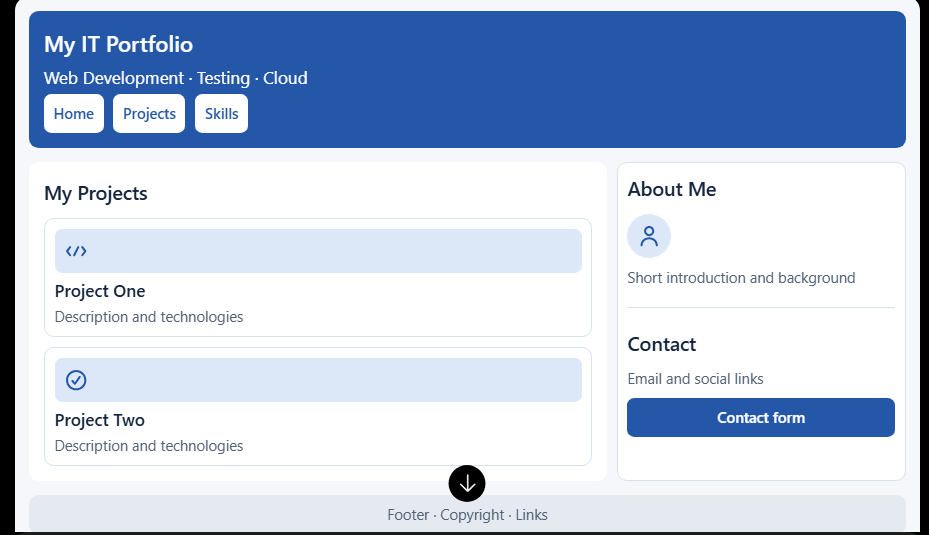 My IT Portfolio
Web Development · Testing · Cloud
Home Projects Skills
My Projects
Project One
Description and technologies
Project Two
Description and technologies
About Me
Short introduction and background
Contact
Email and social links
Contact form
Footer · Copyright · Links